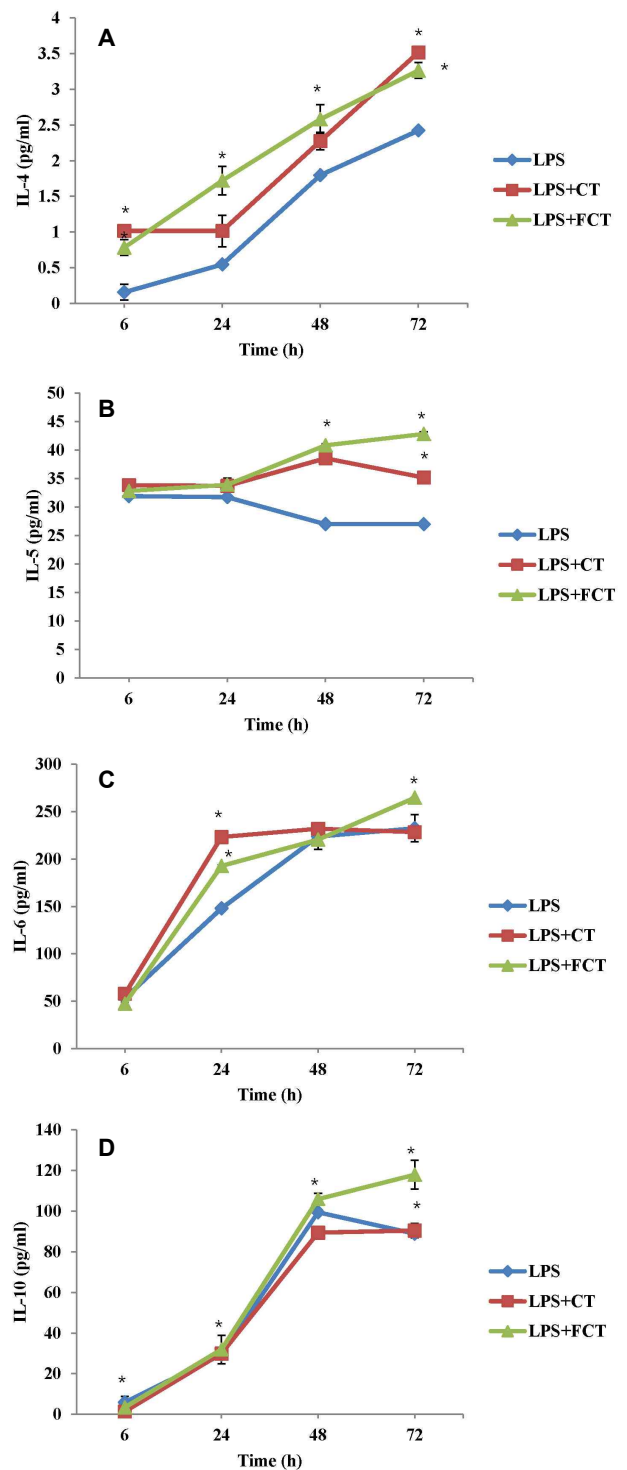 A
4
3.5
3
2.5
2
1.5
1
0.5
0
IL-4 (pg/ml)
6 24 48 72
Time (h)
* * * * * *
LPS
LPS+CT
LPS+FCT
B
50
45
40
35
30
25
20
15
10
5
0
IL-5 (pg/ml)
6 24 48 72
Time (h)
* * *
LPS
LPS+CT
LPS+FCT
C
300
250
200
150
100
50
0
IL-6 (pg/ml)
6 24 48 72
Time (h)
* * *
LPS
LPS+CT
LPS+FCT
D
140
120
100
80
60
40
20
0
IL-10 (pg/ml)
6 24 48 72
Time (h)
* * * * *
LPS
LPS+CT
LPS+FCT